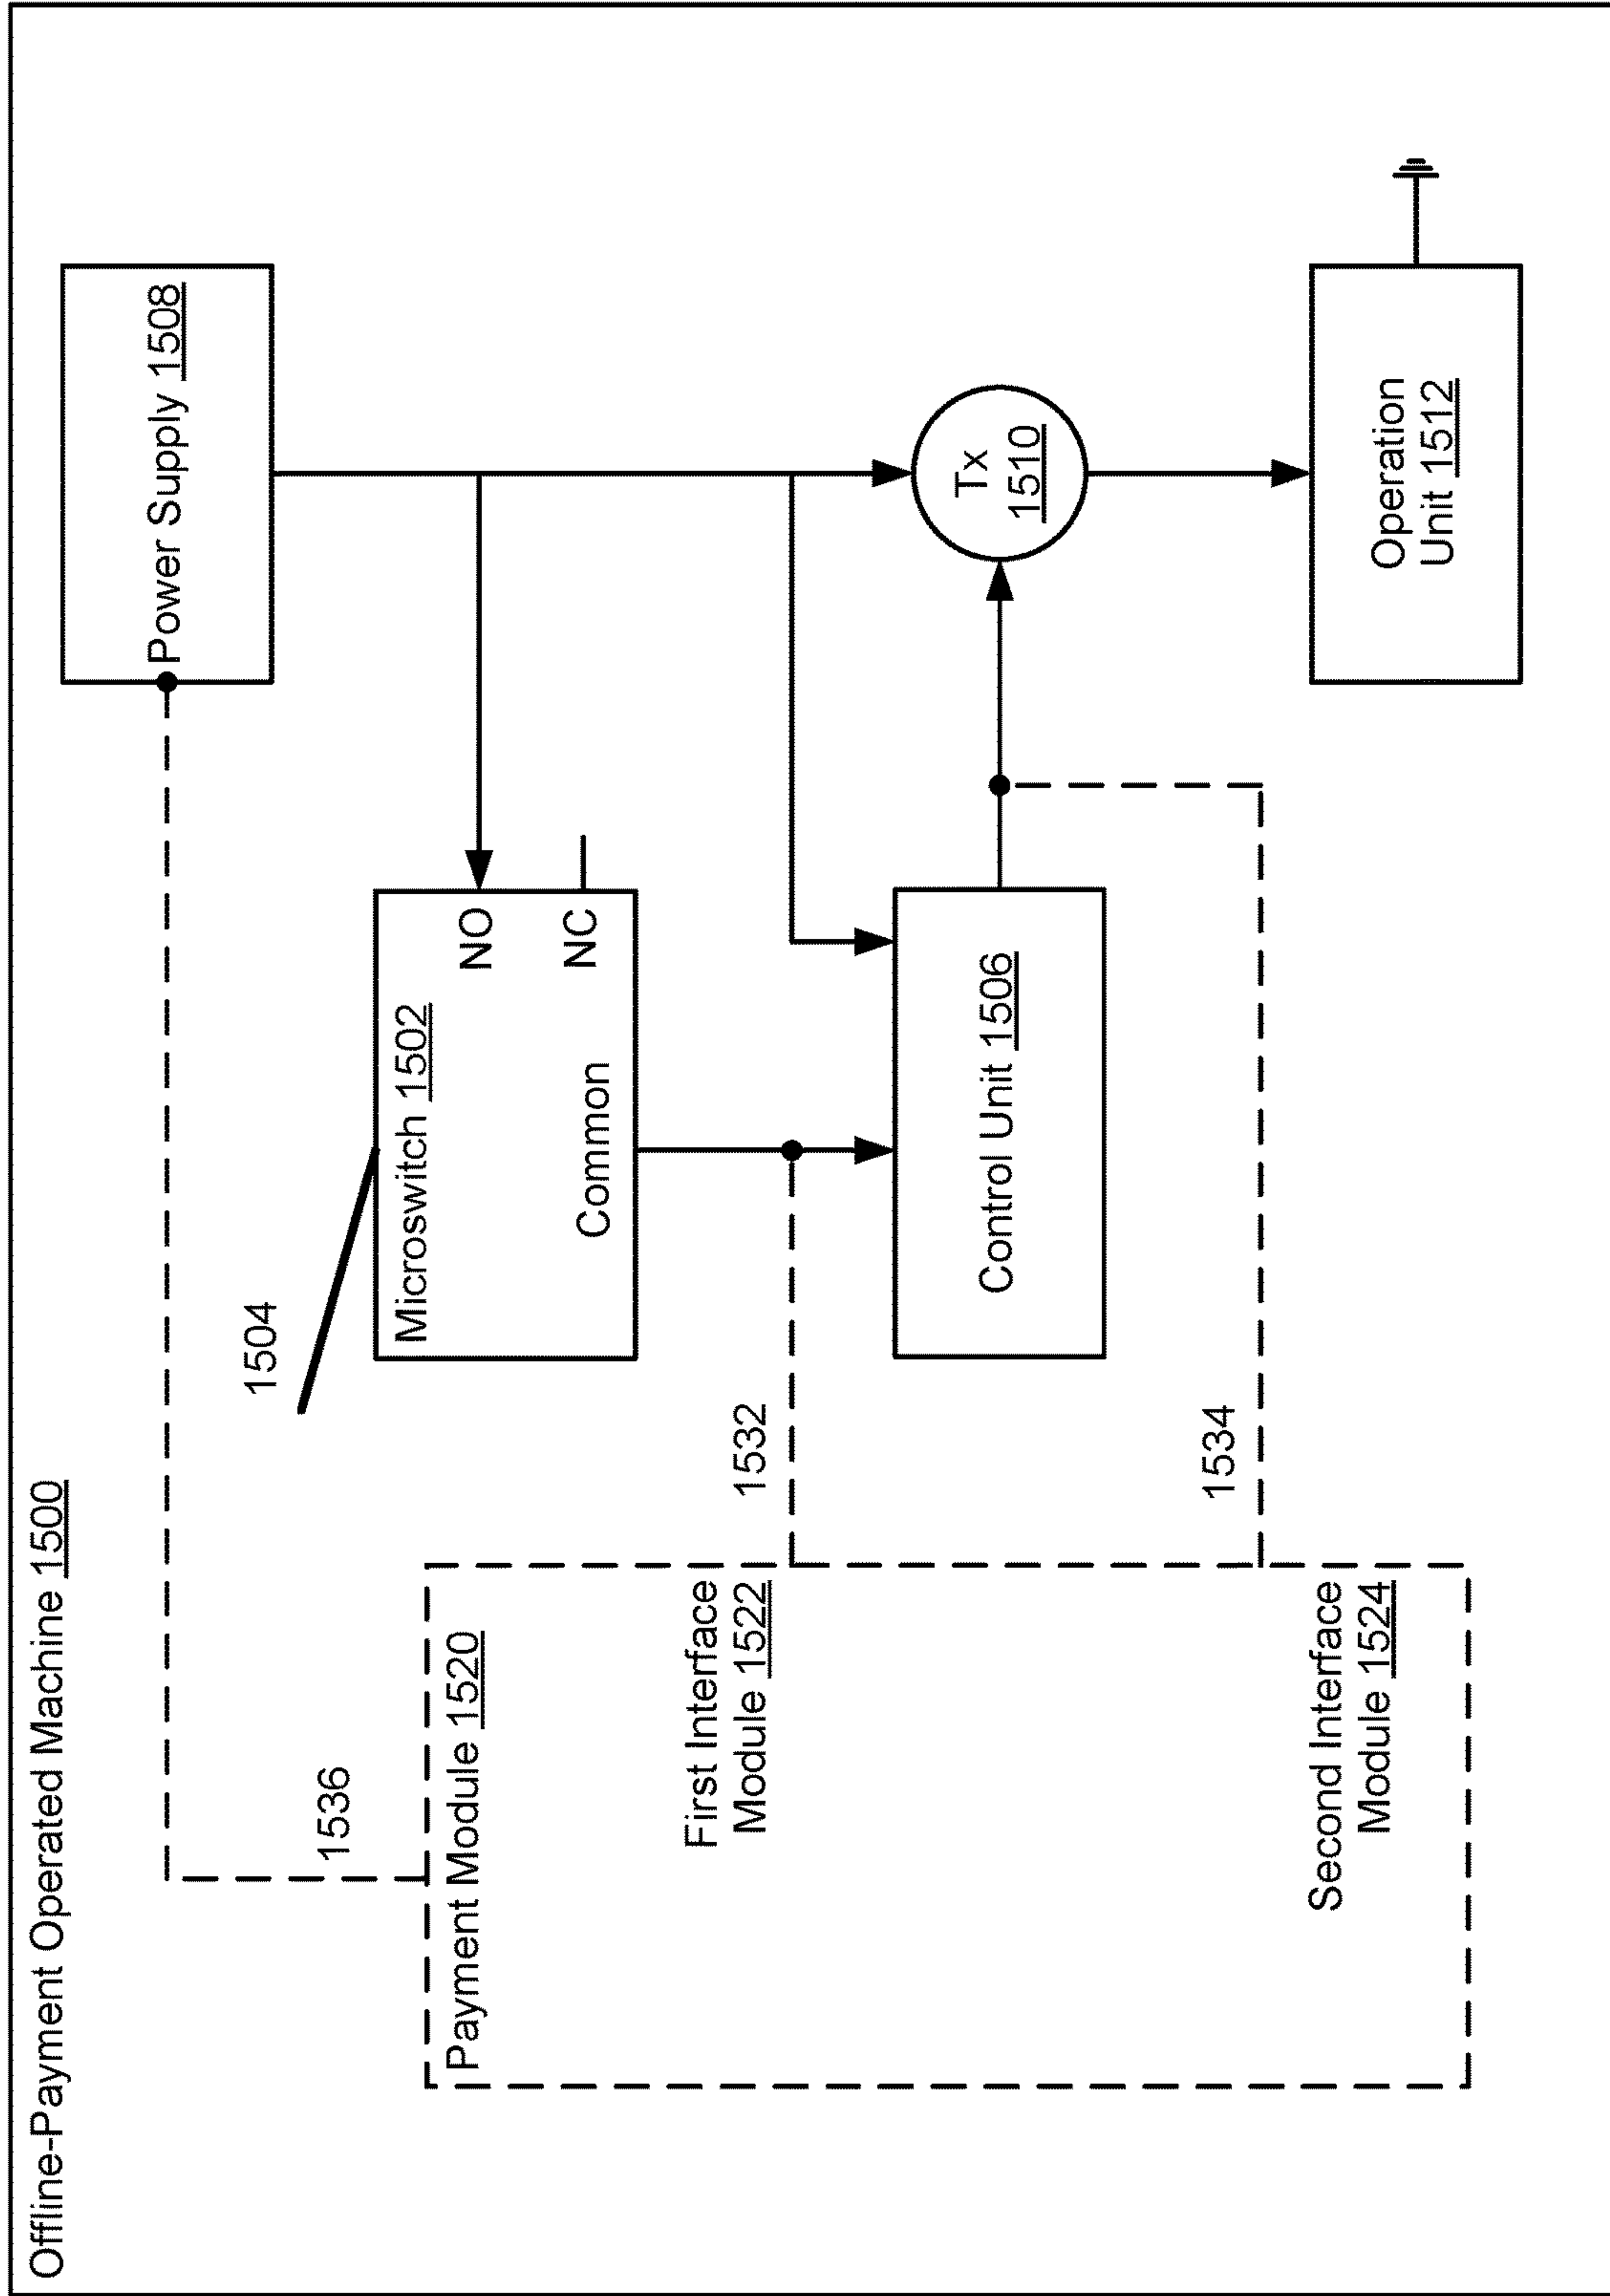 Offline-Payment Operated Machine 1500
Power Supply 1508
1536
1504
Payment Module 1520
Microswitch 1502
NO
NC
Common
First Interface
Module 1522
1532
Tx
1510
Control Unit 1506
1534
Second Interface
Module 1524
Operation
Unit 1512